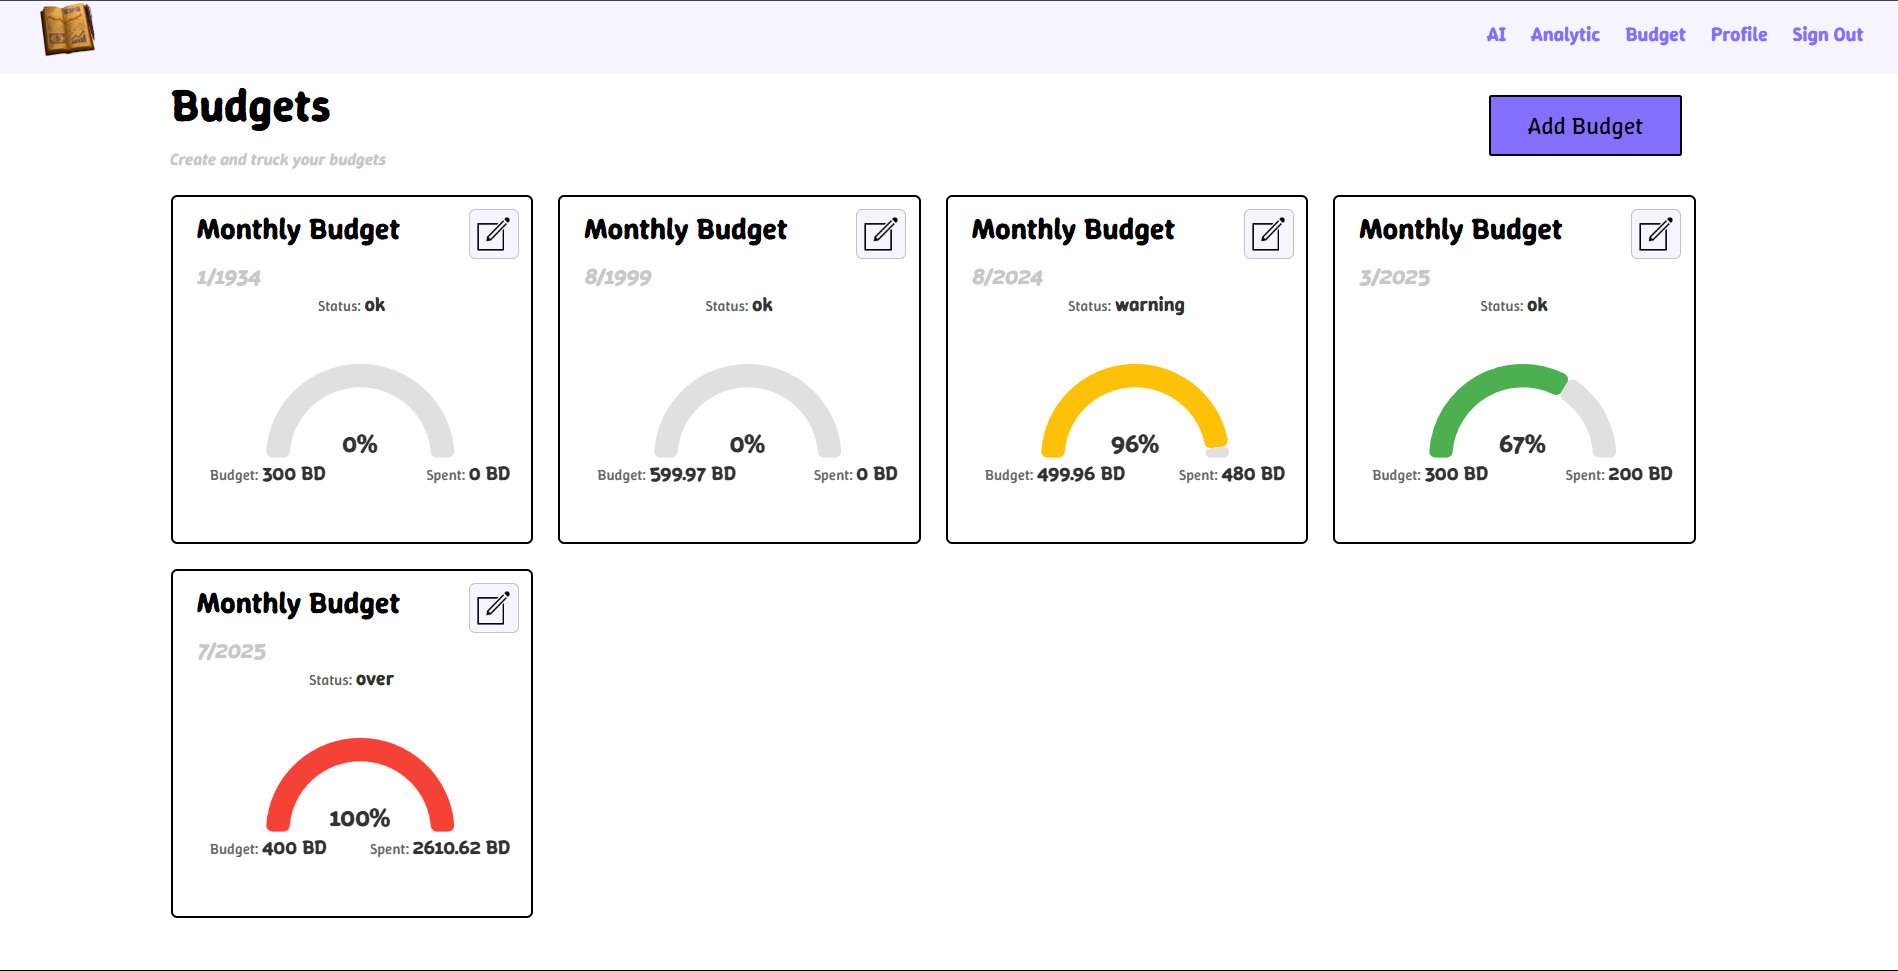 AI Analytic Budget Profile Sign Out
Budgets
Add Budget
Create and truck your budgets
Monthly Budget
1/1934
Status: ok
0%
Budget: 300 BD Spent: 0 BD
Monthly Budget
8/1999
Status: ok
0%
Budget: 599.97 BD Spent: 0 BD
Monthly Budget
8/2024
Status: warning
96%
Budget: 499.96 BD Spent: 480 BD
Monthly Budget
3/2025
Status: ok
67%
Budget: 300 BD Spent: 200 BD
Monthly Budget
7/2025
Status: over
100%
Budget: 400 BD Spent: 2610.62 BD